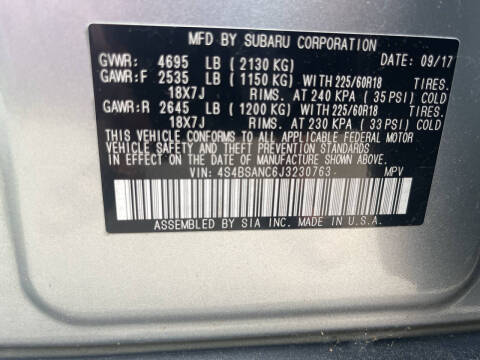 MFD BY SUBARU CORPORATION
GVWR: 4695 LB (2130 KG) DATE: 09/17
GAWR:F 2535 LB (1150 KG) WITH 225/60R18 TIRES.
18X7J RIMS. AT 240 KPA (35 PSI) COLD
GAWR:R 2645 LB (1200 KG) WITH 225/60R18 TIRES.
18X7J RIMS. AT 230 KPA (33 PSI) COLD
THIS VEHICLE CONFORMS TO ALL APPLICABLE FEDERAL MOTOR
VEHICLE SAFETY AND THEFT PREVENTION STANDARDS IN EFFECT
ON THE DATE OF MANUFACTURE SHOWN ABOVE.
VIN: 4S4BSANC6J3230763 MPV
ASSEMBLED BY SIA INC. MADE IN U.S.A.